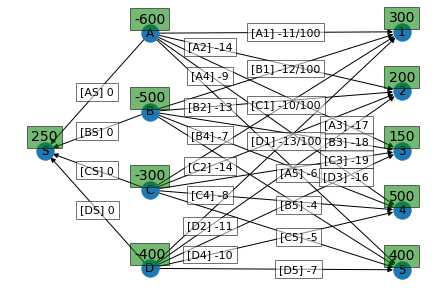 -600
A
300
1
[A1] -11/100
[A2] -14
[B1] -12/100
[A4] -9
[AS] 0
-500
B
200
2
[B2] -13
[C1] -10/100
[A3] -17
250
S
[BS] 0
[B4] -7
[D1] -13/100
[B3] -18
150
3
[CS] 0
-300
C
[C2] -14
[C3] -19
[A5] -6
[D3] -16
[C4] -8
[B5] -4
500
4
[DS] 0
[D2] -11
[C5] -5
-400
D
[D4] -10
[D5] -7
400
5